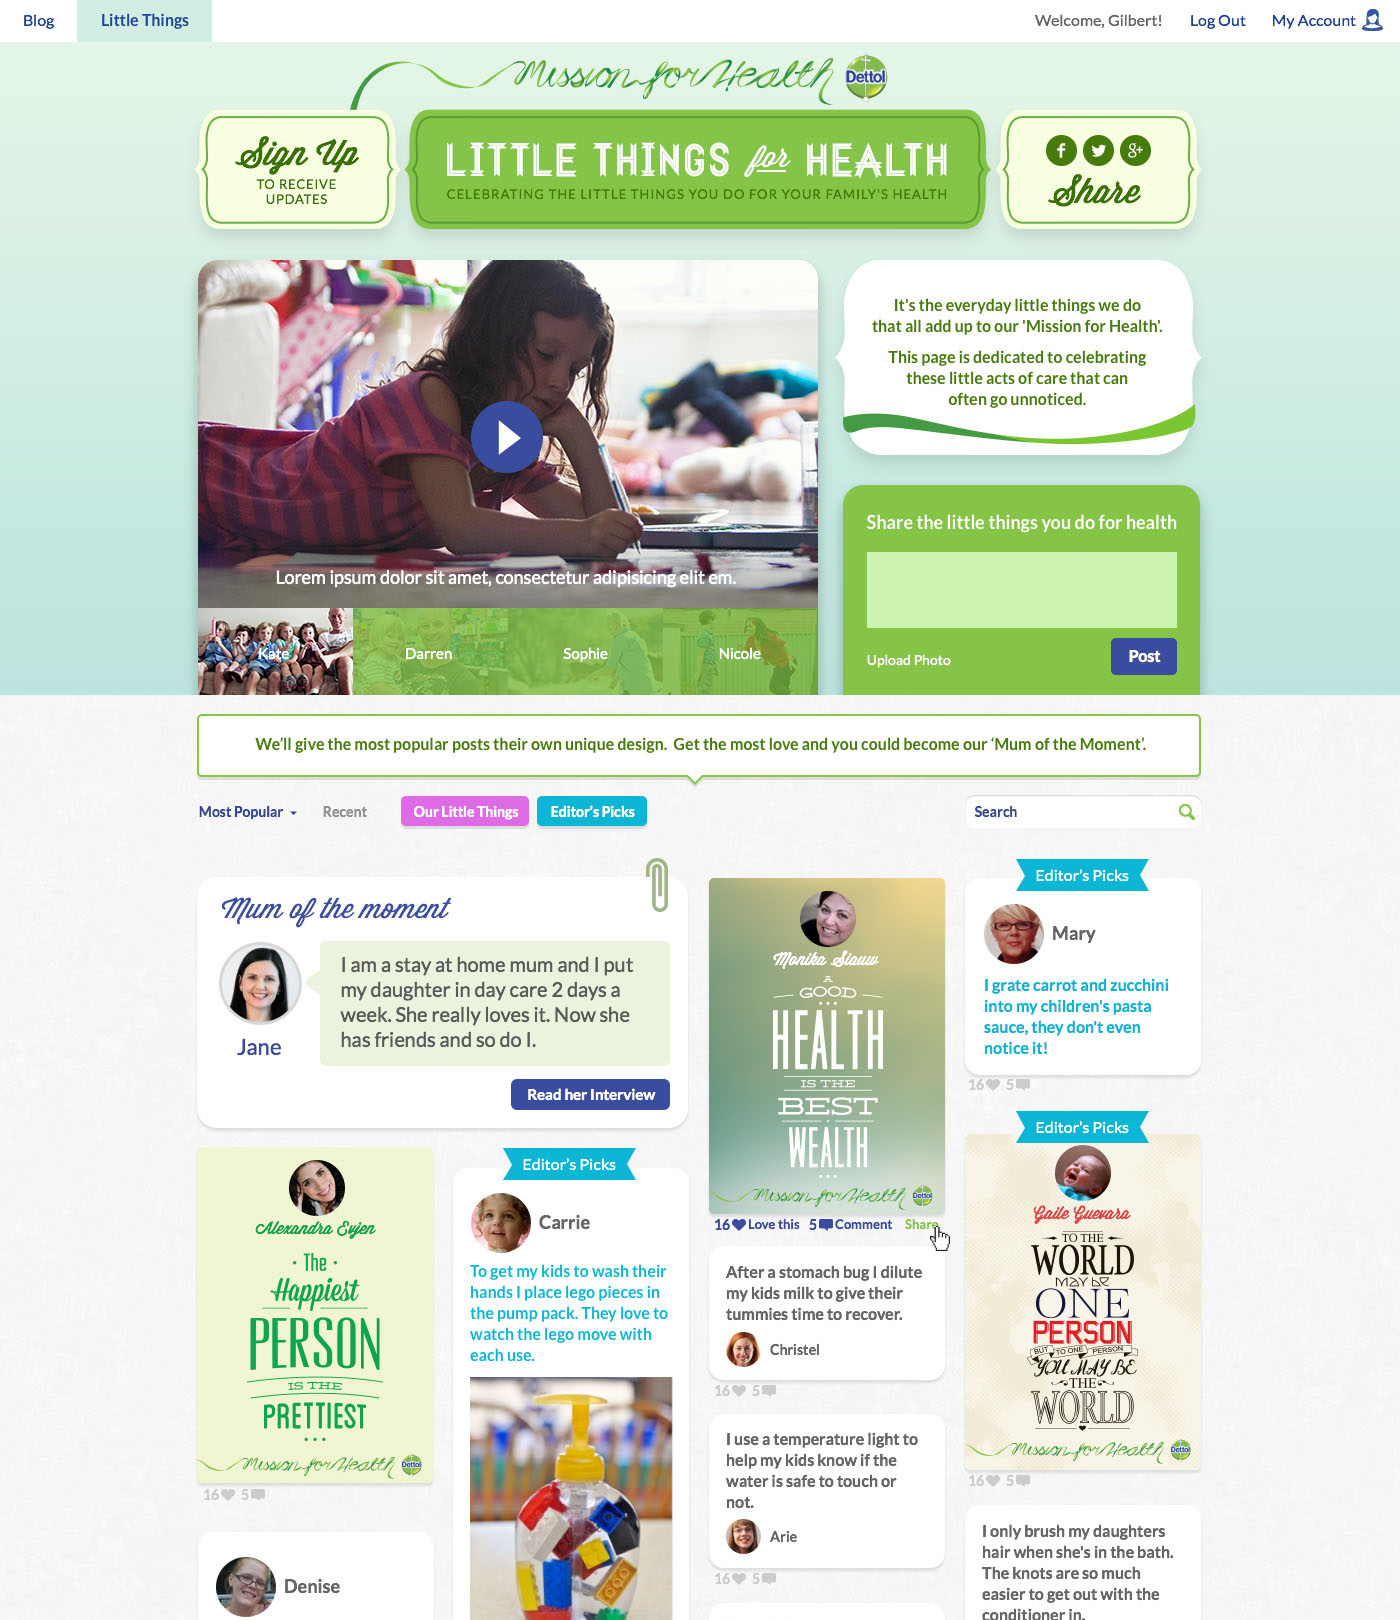 Blog
Little Things
Welcome, Gilbert!
Log Out
My Account
Mission for Health
Dettol
Sign Up
TO RECEIVE
UPDATES
LITTLE THINGS for HEALTH
CELEBRATING THE LITTLE THINGS YOU DO FOR YOUR FAMILY'S HEALTH
f
g+
Share
Lorem ipsum dolor sit amet, consectetur adipisicing elit em.
Kate
Darren
Sophie
Nicole
It's the everyday little things we do
that all add up to our 'Mission for Health'.
This page is dedicated to celebrating
these little acts of care that can
often go unnoticed.
Share the little things you do for health
Upload Photo
Post
We'll give the most popular posts their own unique design. Get the most love and you could become our ‘Mum of the Moment’.
Most Popular
Recent
Our Little Things
Editor's Picks
Search
Mum of the moment
Jane
I am a stay at home mum and I put
my daughter in day care 2 days a
week. She really loves it. Now she
has friends and so do I.
Read her Interview
Alexandra Evjen
The
Happiest
PERSON
IS THE
PRETTIEST
Mission for Health
Dettol
16 5
Denise
Editor's Picks
Carrie
To get my kids to wash their
hands I place lego pieces in
the pump pack. They love to
watch the lego move with
each use.
Monika Siauw
A
GOOD
HEALTH
IS THE
BEST
WEALTH
Mission for Health
Dettol
16 Love this 5 Comment Share
After a stomach bug I dilute
my kids milk to give their
tummies time to recover.
Christel
16 5
I use a temperature light to
help my kids know if the
water is safe to touch or
not.
Arie
16 5
Editor's Picks
Mary
I grate carrot and zucchini
into my children's pasta
sauce, they don't even
notice it!
16 5
Editor's Picks
Gaile Guevara
TO THE
WORLD
MAY BE
ONE
PERSON
BUT TO ONE PERSON
YOU MAY BE
THE
WORLD
Mission for Health
Dettol
16 5
I only brush my daughters
hair when she's in the bath.
The knots are so much
easier to get out with the
conditioner in.